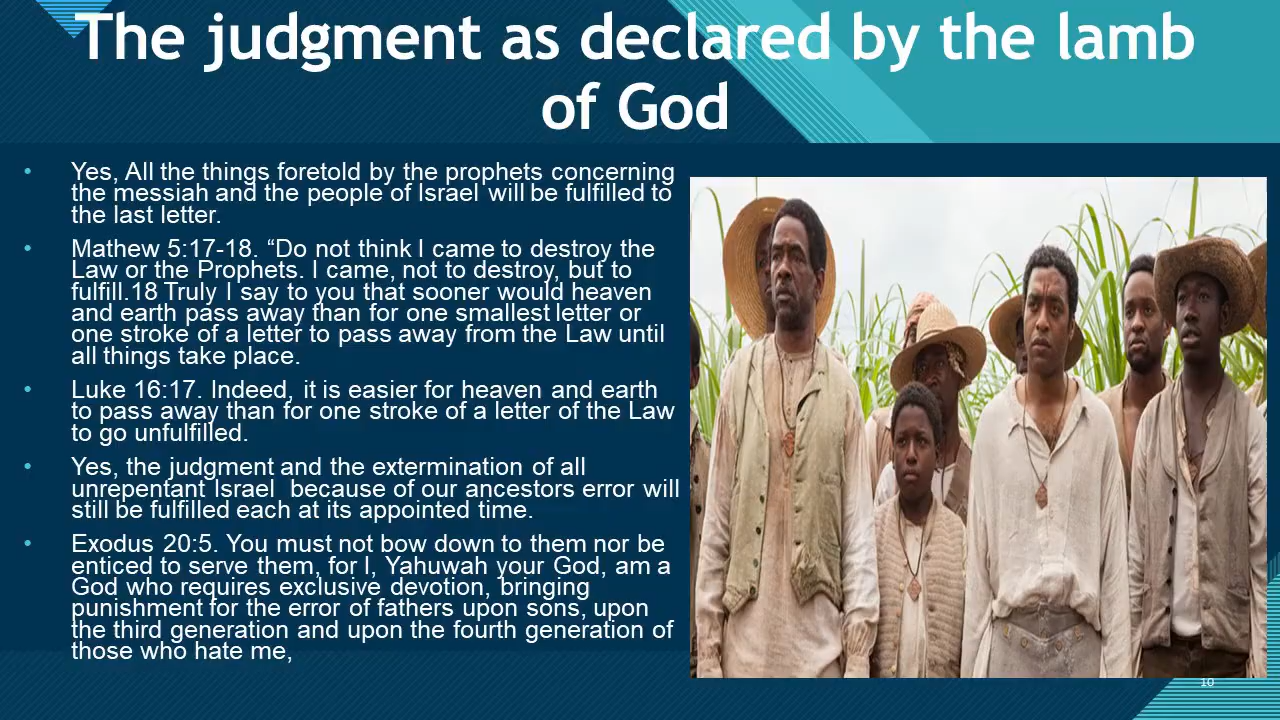 The judgment as declared by the lamb
of God
• Yes, All the things foretold by the prophets concerning
the messiah and the people of Israel will be fulfilled to
the last letter.
• Mathew 5:17-18. “Do not think I came to destroy the
Law or the Prophets. I came, not to destroy, but to
fulfill.18 Truly I say to you that sooner would heaven
and earth pass away than for one smallest letter or
one stroke of a letter to pass away from the Law until
all things take place.
• Luke 16:17. Indeed, it is easier for heaven and earth
to pass away than for one stroke of a letter of the Law
to go unfulfilled.
• Yes, the judgment and the extermination of all
unrepentant Israel  because of our ancestors error will
still be fulfilled each at its appointed time.
• Exodus 20:5. You must not bow down to them nor be
enticed to serve them, for I, Yahuwah your God, am a
God who requires exclusive devotion, bringing
punishment for the error of fathers upon sons, upon
the third generation and upon the fourth generation of
those who hate me,